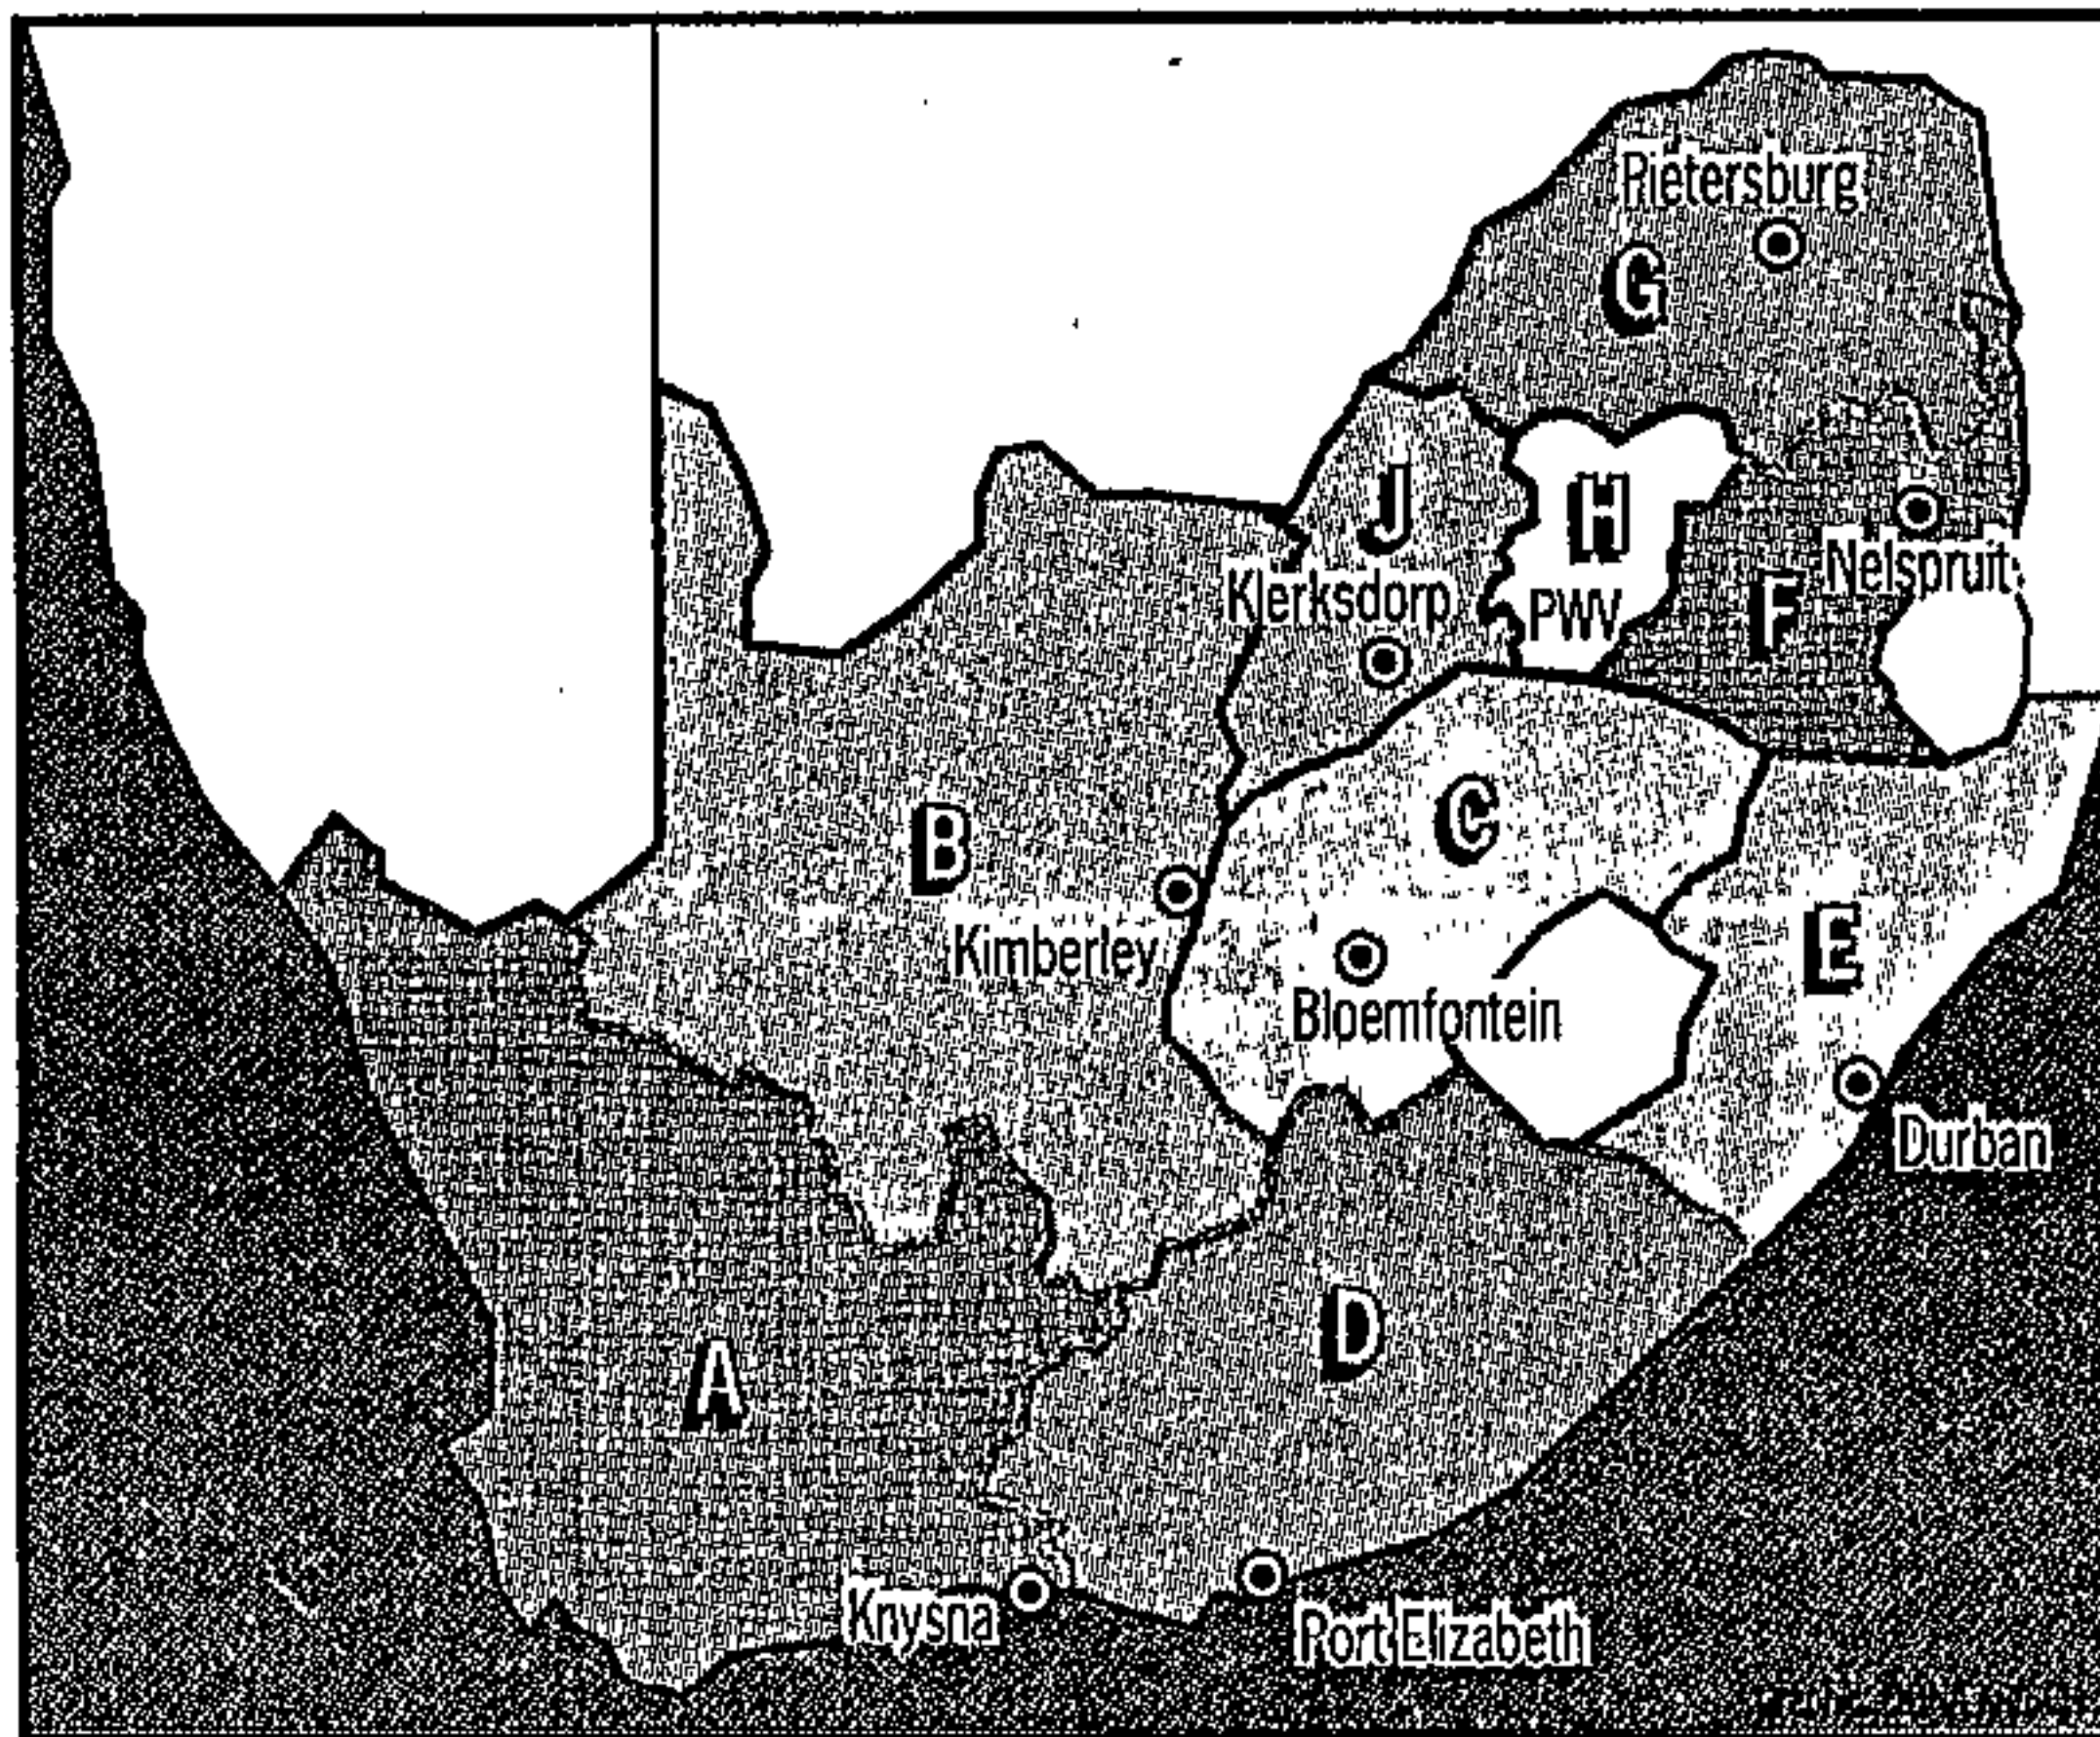 Pietersburg
G
J
H
Nelspruit
Klerksdorp
PWV
F
C
B
E
Kimberley
Bloemfontein
Durban
D
A
Knysna
Port Elizabeth